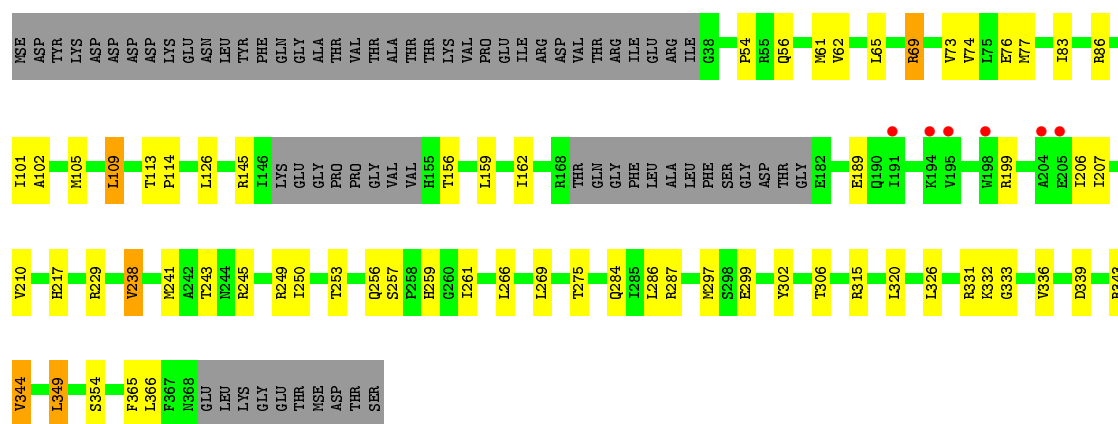 MSE ASP TYR LYS ASP ASP ASP ASP LYS GLU ASN LEU TYR PHE GLN GLY ALA THR VAL THR ALA THR THR LYS VAL PRO GLU ILE ARG ASP VAL THR ARG ILE GLU ARG ILE G38 P54 R55 Q56 M61 V62 L65 R69 V73 V74 L75 E76 M77 I83 R86
I101 A102 M105 L109 T113 P114 L126 R145 I146 LYS GLU GLY PRO PRO GLY VAL VAL H155 T156 L159 I162 R168 THR GLN GLY PHE LEU ALA LEU PHE SER GLY ASP THR GLY E182 E189 Q190 I191 K194 V195 W198 R199 A204 E205 I206 I207
V210 H217 R229 V238 M241 A242 T243 N244 R245 R249 I250 T253 Q256 S257 P258 H259 G260 I261 L266 L269 T275 Q284 I285 L286 R287 M297 S298 E299 Y302 T306 R315 L320 L326 R331 K332 G333 V336 D339
V344 L349 S354 F365 L366 F367 N368 GLU LEU LYS GLY GLU THR MSE ASP THR SER